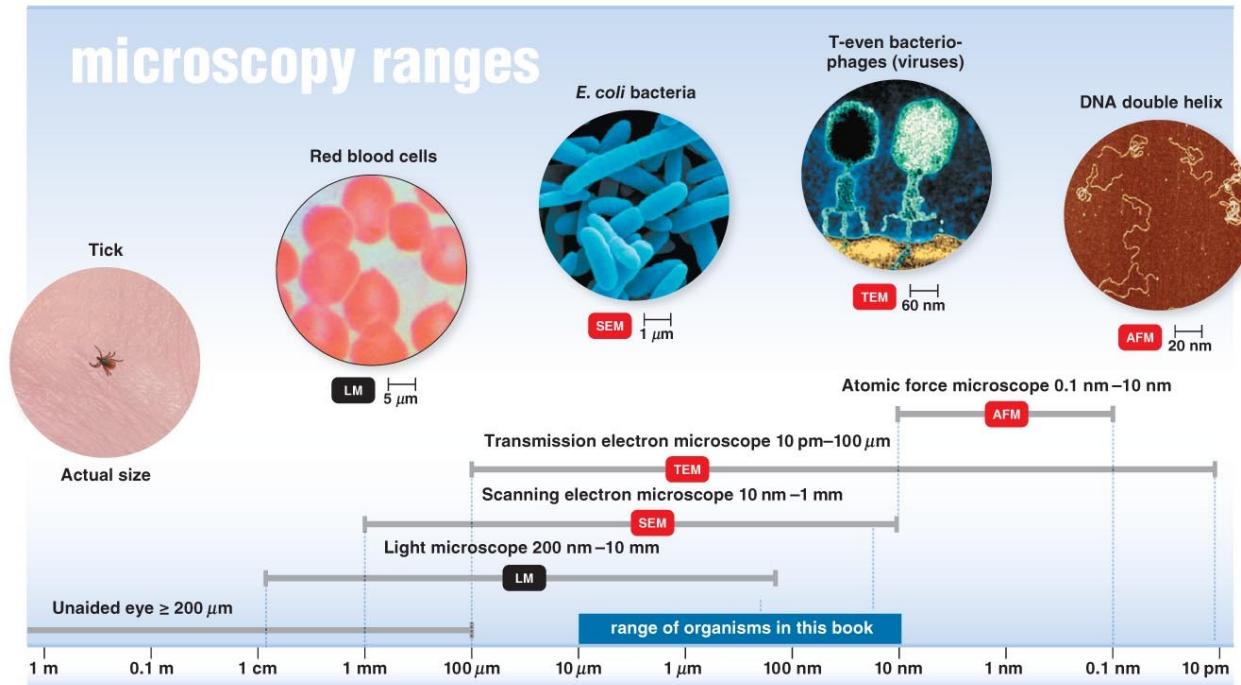 microscopy ranges
T-even bacterio-
phages (viruses)
E. coli bacteria
DNA double helix
Red blood cells
Tick
TEM
60 nm
SEM
1 μm
AFM
20 nm
LM
5 μm
Actual size
Atomic force microscope 0.1 nm–10 nm
AFM
Transmission electron microscope 10 pm–100 μm
TEM
Scanning electron microscope 10 nm–1 mm
SEM
Light microscope 200 nm–10 mm
LM
Unaided eye ≥ 200 μm
range of organisms in this book
1 m 0.1 m 1 cm 1 mm 100 μm 10 μm 1 μm 100 nm 10 nm 1 nm 0.1 nm 10 pm